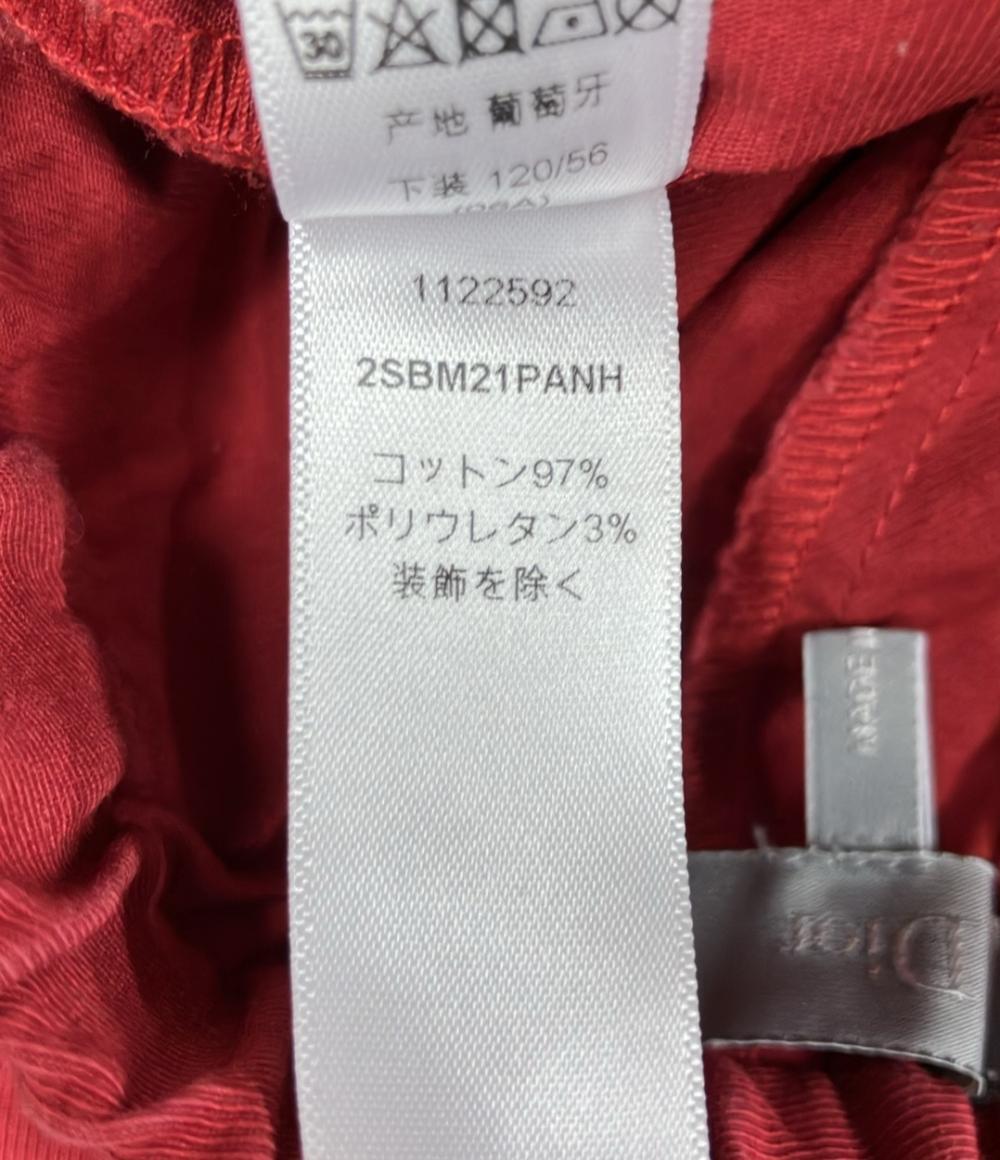 30
产地 葡萄牙
下装 120/56
1122592
2SBM21PANH
コットン97%
ポリウレタン3%
装飾を除く
MADE
Dior